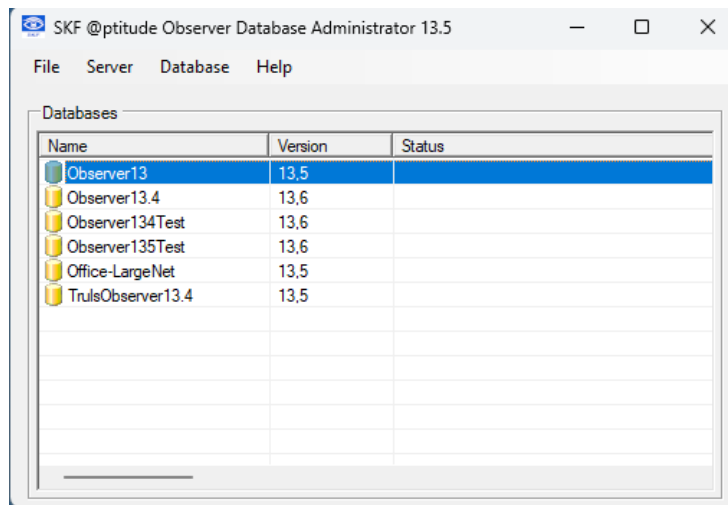 SKF @ptitude Observer Database Administrator 13.5
File Server Database Help
Databases
Name Version Status
Observer13 13,5
Observer13.4 13,6
Observer134Test 13,6
Observer135Test 13,6
Office-LargeNet 13,5
TrulsObserver13.4 13,5